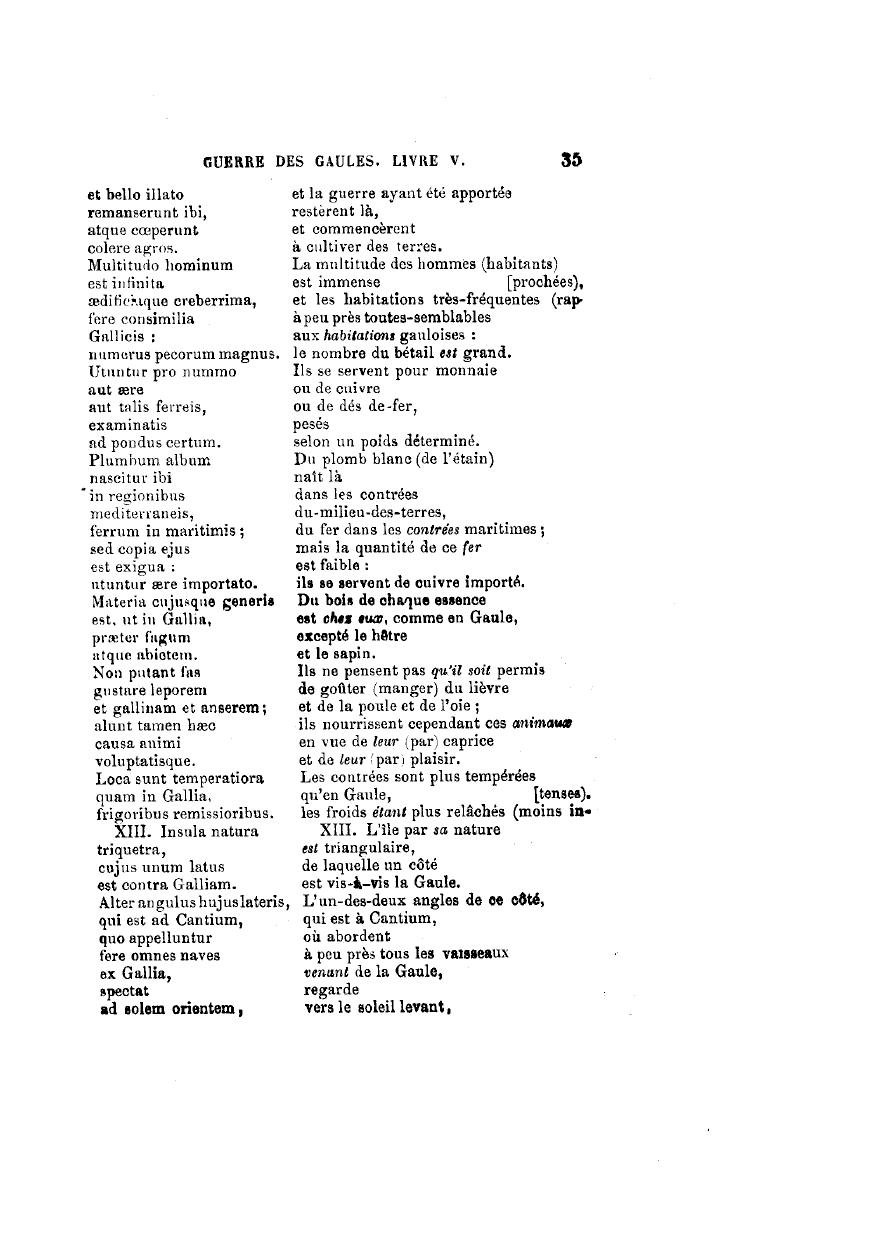 GUERRE DES GAULES. LIVRE V. 35
et bello illato et la guerre ayant été apportée
remanserunt ibi, restèrent là,
atque cœperunt et commencèrent
colere agros. à cultiver des terres.
Multitudo hominum La multitude des hommes (habitants)
est infinita est immense [prochées),
ædificiaque creberrima, et les habitations très-fréquentes (rap-
fere consimilia à peu près toutes-semblables
Gallicis : aux habitations gauloises :
numerus pecorum magnus. le nombre du bétail est grand.
Utuntur pro nummo Ils se servent pour monnaie
aut ære ou de cuivre
aut talis ferreis, ou de dés de-fer,
examinatis pesés
ad pondus certum. selon un poids déterminé.
Plumbum album Du plomb blanc (de l'étain)
nascitur ibi naît là
in regionibus dans les contrées
mediterraneis, du-milieu-des-terres,
ferrum in maritimis ; du fer dans les contrées maritimes ;
sed copia ejus mais la quantité de ce fer
est exigua : est faible :
utuntur ære importato. ils se servent de cuivre importé.
Materia cujusque generis Du bois de chaque essence
est, ut in Gallia, est chez eux, comme en Gaule,
præter fagum excepté le hêtre
atque abietem. et le sapin.
Non putant fas Ils ne pensent pas qu'il soit permis
gustare leporem de goûter (manger) du lièvre
et gallinam et anserem ; et de la poule et de l'oie ;
alunt tamen hæc ils nourrissent cependant ces animaux
causa animi en vue de leur (par) caprice
voluptatisque. et de leur (par) plaisir.
Loca sunt temperatiora Les contrées sont plus tempérées
quam in Gallia, qu'en Gaule, [tenses).
frigoribus remissioribus. les froids étant plus relâchés (moins in-
XIII. Insula natura XIII. L'île par sa nature
triquetra, est triangulaire,
cujus unum latus de laquelle un côté
est contra Galliam. est vis-à-vis la Gaule.
Alter angulus hujus lateris, L'un-des-deux angles de ce côté,
qui est ad Cantium, qui est à Cantium,
quo appelluntur où abordent
fere omnes naves à peu près tous les vaisseaux
ex Gallia, venant de la Gaule,
spectat regarde
ad solem orientem, vers le soleil levant,